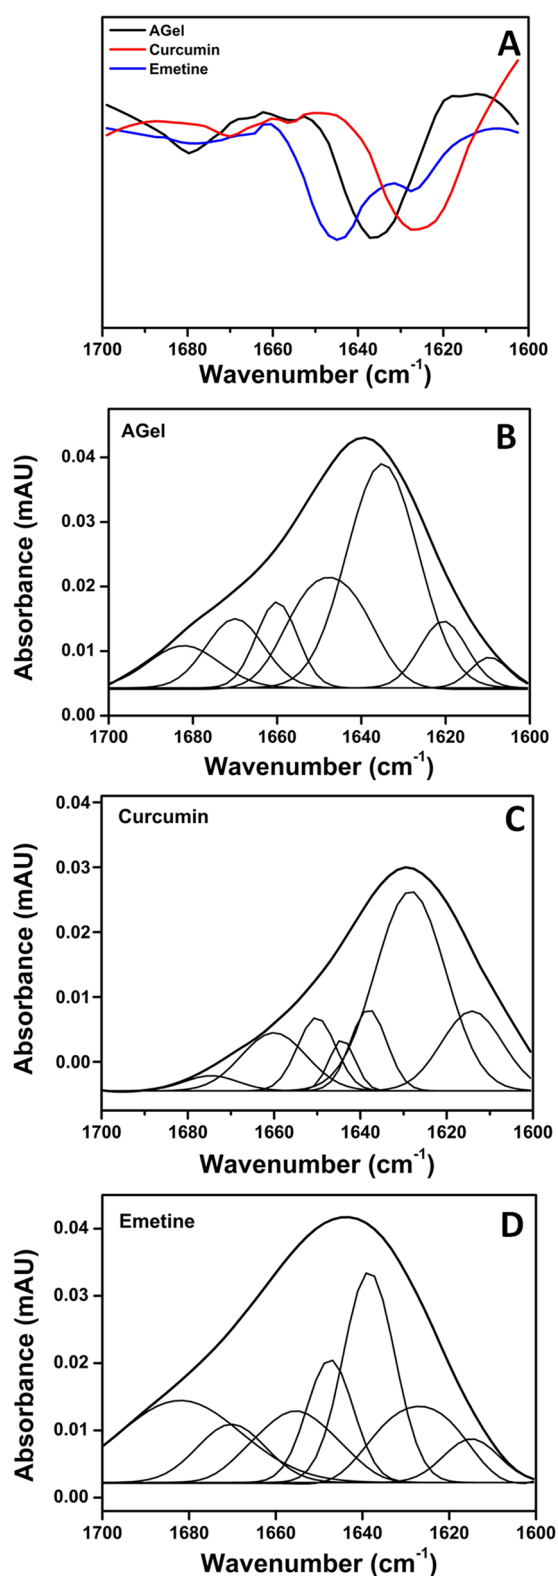 AGel
Curcumin
Emetine
A
1700 1680 1660 1640 1620 1600
Wavenumber (cm⁻¹)
AGel
B
Absorbance (mAU)
0.04
0.03
0.02
0.01
0.00
1700 1680 1660 1640 1620 1600
Wavenumber (cm⁻¹)
Curcumin
C
Absorbance (mAU)
0.04
0.03
0.02
0.01
0.00
1700 1680 1660 1640 1620 1600
Wavenumber (cm⁻¹)
Emetine
D
Absorbance (mAU)
0.04
0.03
0.02
0.01
0.00
1700 1680 1660 1640 1620 1600
Wavenumber (cm⁻¹)